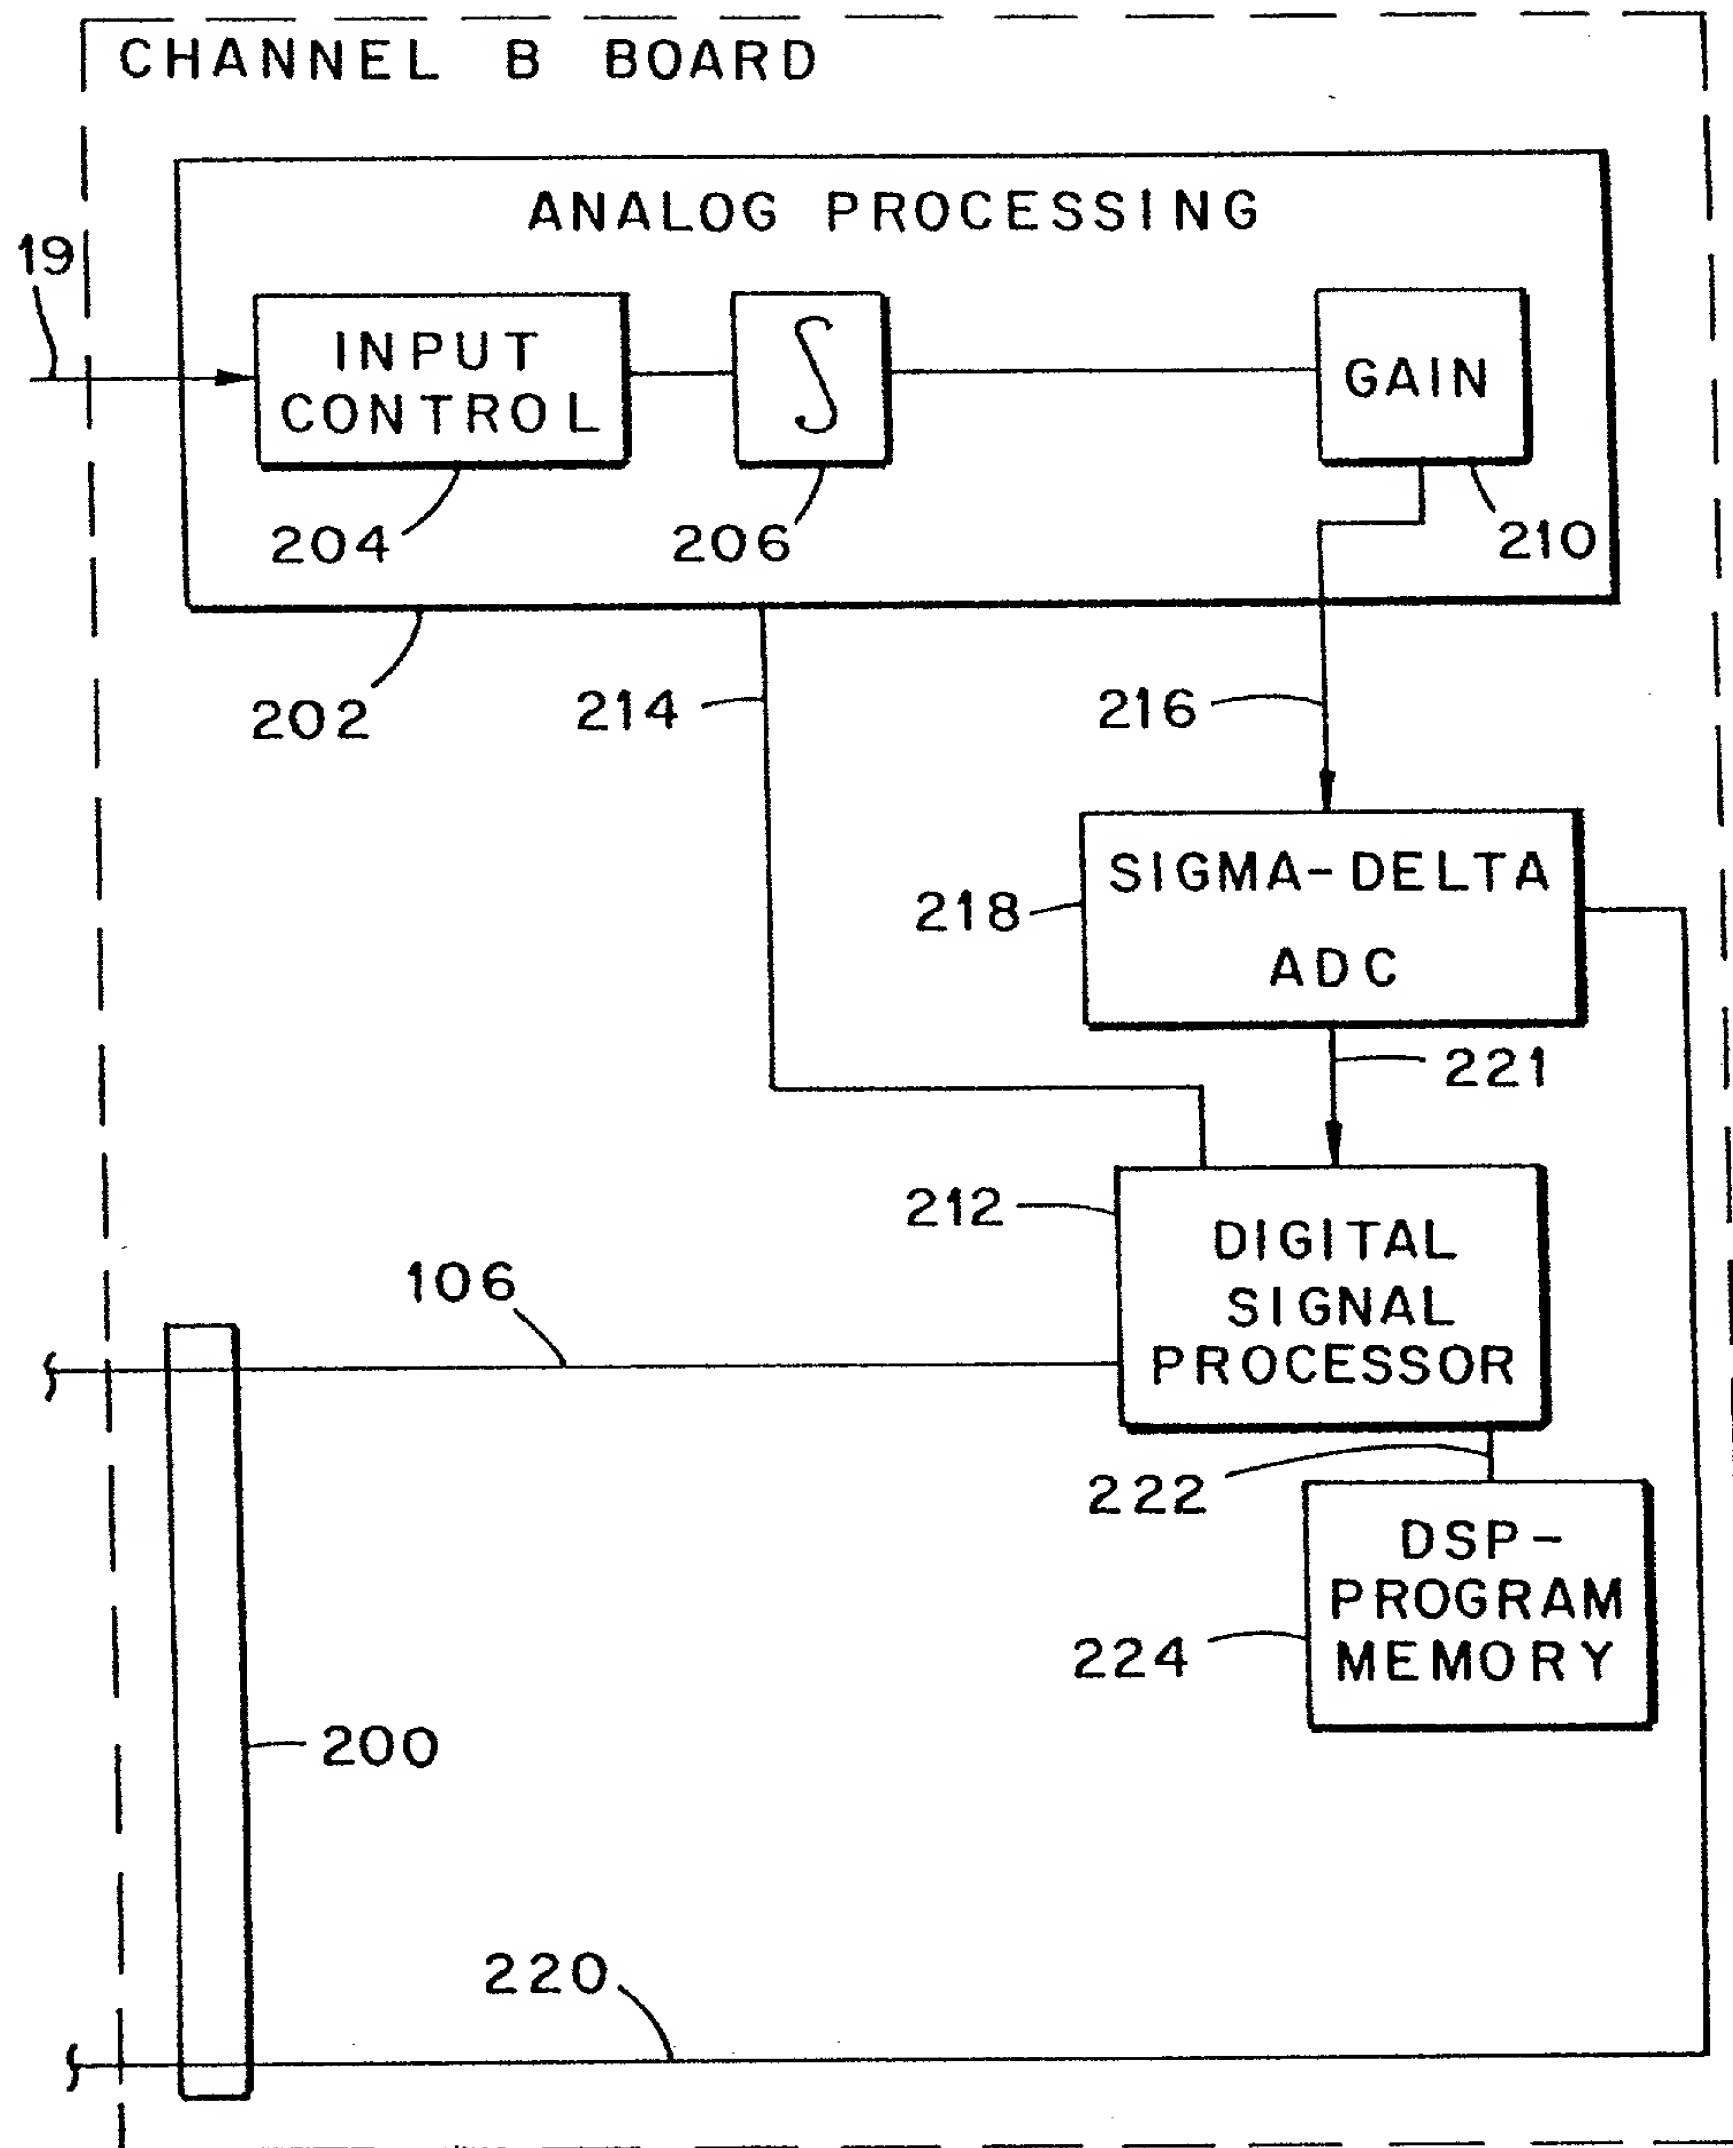 CHANNEL B BOARD
ANALOG PROCESSING
19
INPUT
CONTROL
∫
GAIN
204
206
210
202
214
216
SIGMA-DELTA
ADC
218
221
212
DIGITAL
SIGNAL
PROCESSOR
106
222
DSP-
PROGRAM
MEMORY
224
200
220